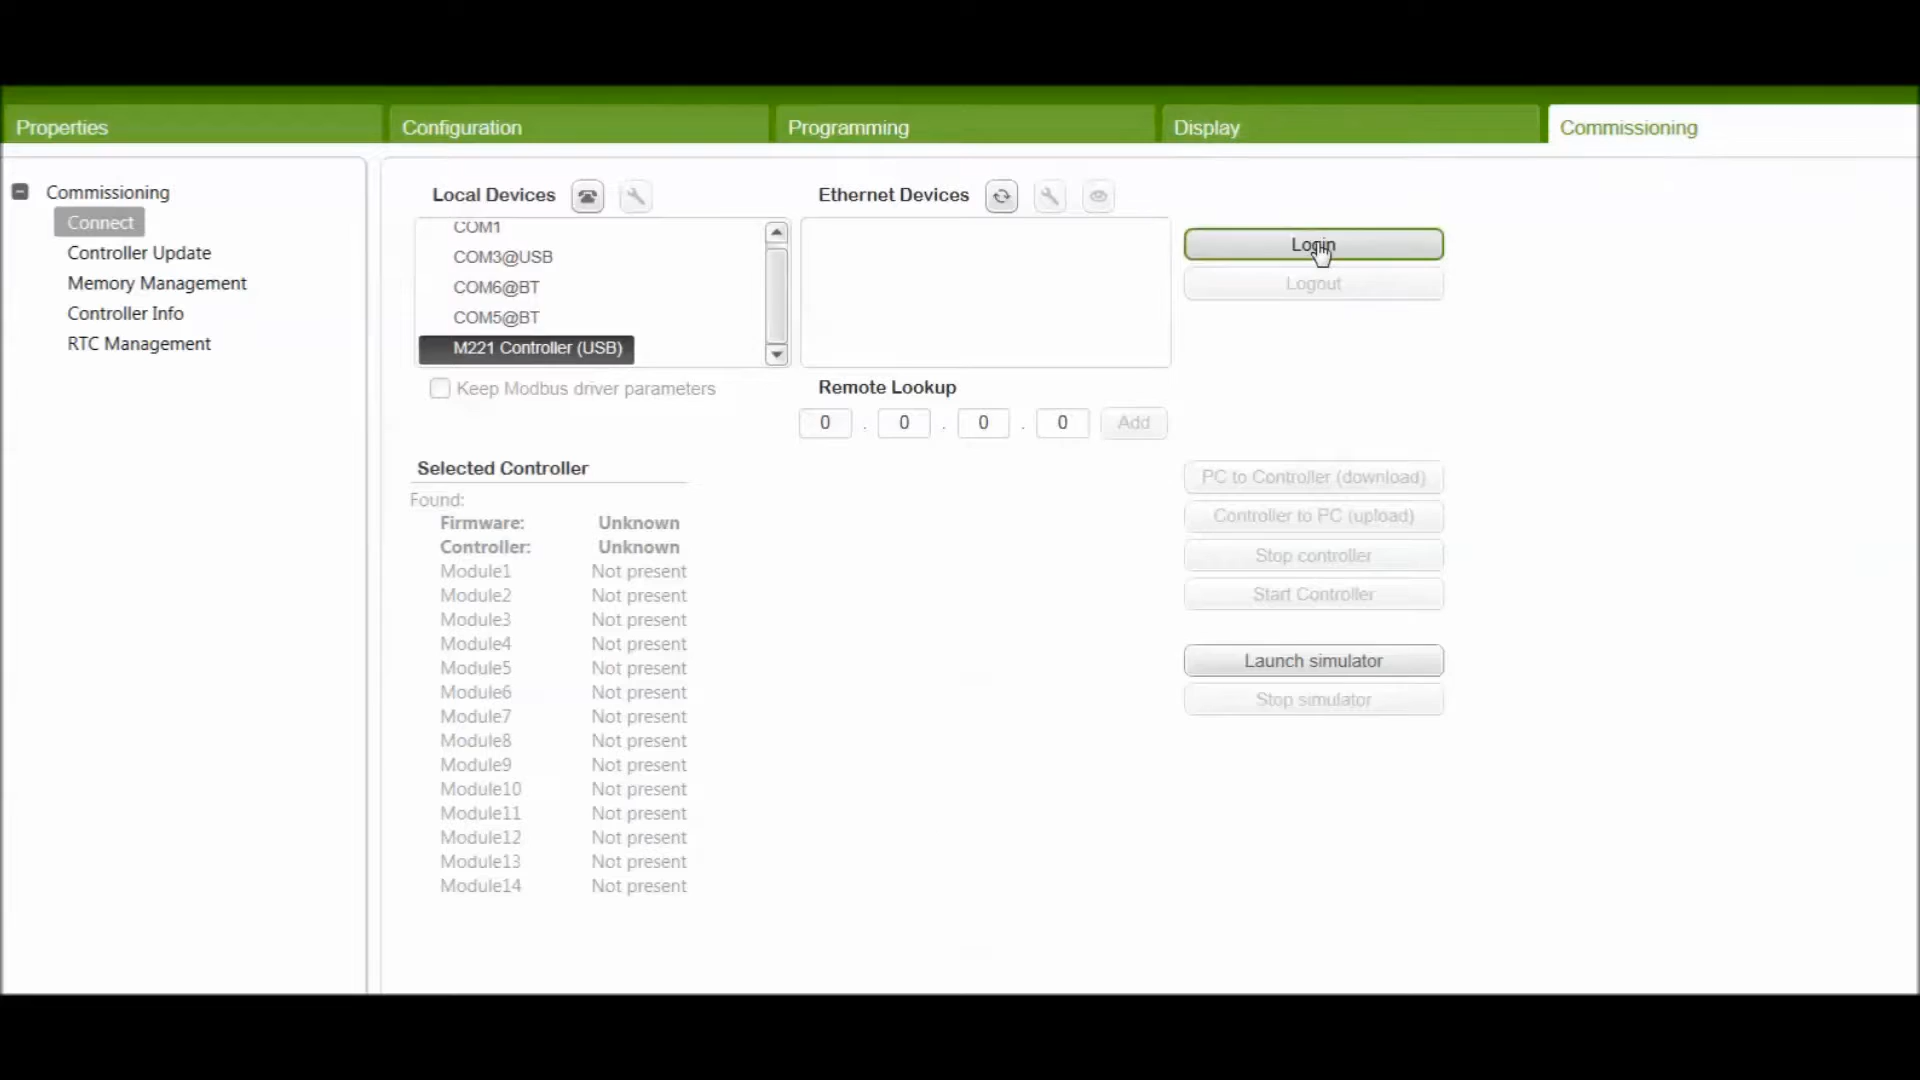 Properties
Configuration
Programming
Display
Commissioning
Commissioning
Connect
Controller Update
Memory Management
Controller Info
RTC Management
Local Devices
COM1
COM3@USB
COM6@BT
COM5@BT
M221 Controller (USB)
Keep Modbus driver parameters
Ethernet Devices
Remote Lookup
0 . 0 . 0 . 0 Add
Login
Logout
Selected Controller
Found:
Firmware: Unknown
Controller: Unknown
Module1 Not present
Module2 Not present
Module3 Not present
Module4 Not present
Module5 Not present
Module6 Not present
Module7 Not present
Module8 Not present
Module9 Not present
Module10 Not present
Module11 Not present
Module12 Not present
Module13 Not present
Module14 Not present
PC to Controller (download)
Controller to PC (upload)
Stop controller
Start Controller
Launch simulator
Stop simulator